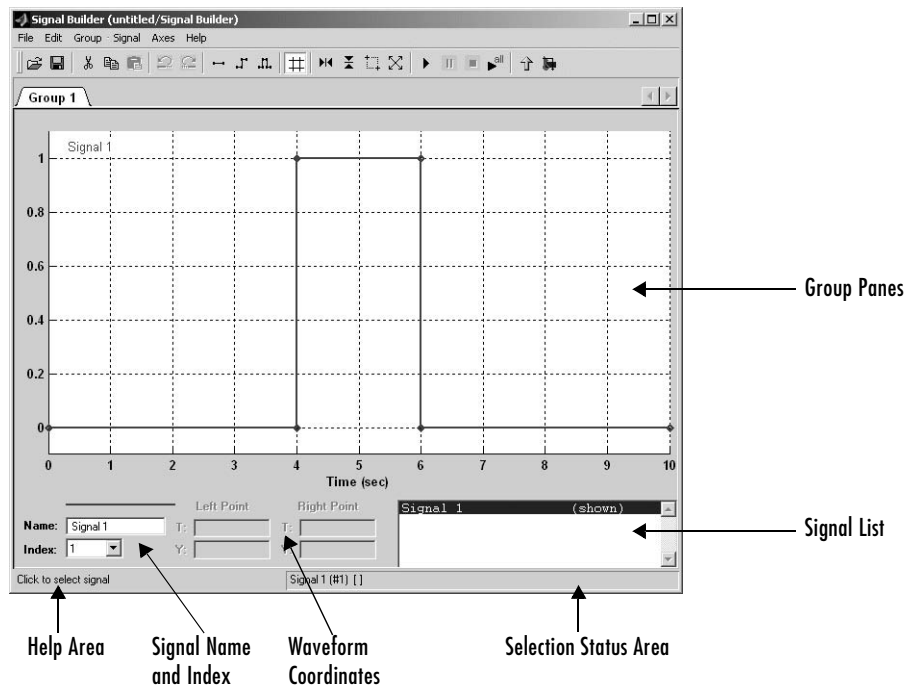 Signal Builder (untitled/Signal Builder)
File Edit Group Signal Axes Help
all
Group 1
Signal 1
1
0.8
0.6
0.4
0.2
0
0 1 2 3 4 5 6 7 8 9 10
Time (sec)
Group Panes
Left Point Right Point
Name: Signal 1 T: T:
Index: 1 Y: Y:
Signal 1 (shown)
Signal List
Click to select signal
Signal 1 (#1) [ ]
Help Area
Signal Name
and Index
Waveform
Coordinates
Selection Status Area